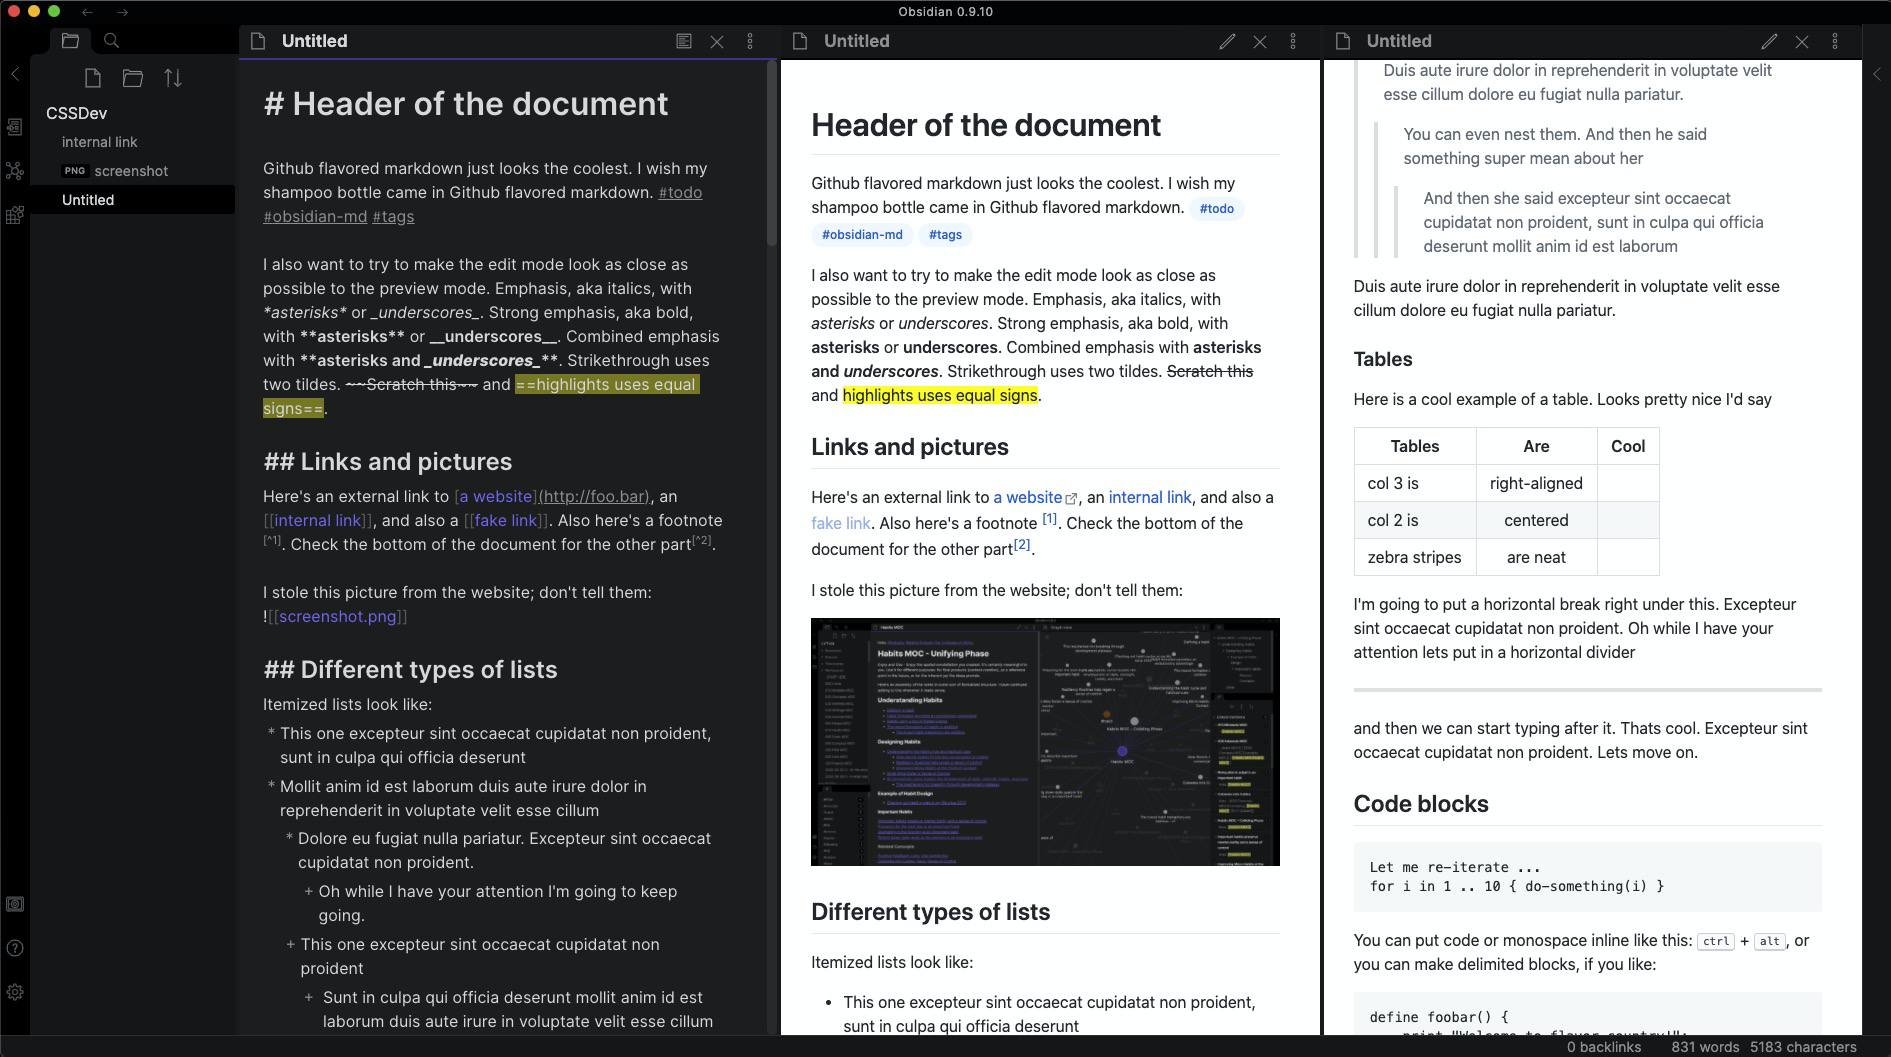 Obsidian 0.9.10
CSSDev
internal link
PNG screenshot
Untitled
Untitled
# Header of the document
Github flavored markdown just looks the coolest. I wish my
shampoo bottle came in Github flavored markdown. #todo
#obsidian-md #tags
I also want to try to make the edit mode look as close as
possible to the preview mode. Emphasis, aka italics, with
*asterisks* or _underscores_. Strong emphasis, aka bold,
with **asterisks** or __underscores__. Combined emphasis
with **asterisks and _underscores_**. Strikethrough uses
two tildes. ~~Scratch this~~ and ==highlights uses equal
signs==.
## Links and pictures
Here's an external link to [a website](http://foo.bar), an
[[internal link]], and also a [[fake link]]. Also here's a footnote
[^1]. Check the bottom of the document for the other part[^2].
I stole this picture from the website; don't tell them:
![[screenshot.png]]
## Different types of lists
Itemized lists look like:
* This one excepteur sint occaecat cupidatat non proident,
sunt in culpa qui officia deserunt
* Mollit anim id est laborum duis aute irure dolor in
reprehenderit in voluptate velit esse cillum
* Dolore eu fugiat nulla pariatur. Excepteur sint occaecat
cupidatat non proident.
+ Oh while I have your attention I'm going to keep
going.
+ This one excepteur sint occaecat cupidatat non
proident
+ Sunt in culpa qui officia deserunt mollit anim id est
laborum duis aute irure in voluptate velit esse cillum
Untitled
Header of the document
Github flavored markdown just looks the coolest. I wish my
shampoo bottle came in Github flavored markdown. #todo
#obsidian-md #tags
I also want to try to make the edit mode look as close as
possible to the preview mode. Emphasis, aka italics, with
asterisks or underscores. Strong emphasis, aka bold, with
asterisks or underscores. Combined emphasis with asterisks
and underscores. Strikethrough uses two tildes. Scratch this
and highlights uses equal signs.
Links and pictures
Here's an external link to a website, an internal link, and also a
fake link. Also here's a footnote [1]. Check the bottom of the
document for the other part[2].
I stole this picture from the website; don't tell them:
Habits MOC
Habits MOC - Unifying Phase
Understanding Habits
Designing Habits
Example of Habit Design
Important Habits
Habits MOC - Unifying Phase
Habits MOC
Different types of lists
Itemized lists look like:
• This one excepteur sint occaecat cupidatat non proident,
sunt in culpa qui officia deserunt
Untitled
Duis aute irure dolor in reprehenderit in voluptate velit
esse cillum dolore eu fugiat nulla pariatur.
You can even nest them. And then he said
something super mean about her
And then she said excepteur sint occaecat
cupidatat non proident, sunt in culpa qui officia
deserunt mollit anim id est laborum
Duis aute irure dolor in reprehenderit in voluptate velit esse
cillum dolore eu fugiat nulla pariatur.
Tables
Here is a cool example of a table. Looks pretty nice I'd say
Tables Are Cool
col 3 is right-aligned
col 2 is centered
zebra stripes are neat
I'm going to put a horizontal break right under this. Excepteur
sint occaecat cupidatat non proident. Oh while I have your
attention lets put in a horizontal divider
and then we can start typing after it. Thats cool. Excepteur sint
occaecat cupidatat non proident. Lets move on.
Code blocks
Let me re-iterate ...
for i in 1 .. 10 { do-something(i) }
You can put code or monospace inline like this: ctrl + alt, or
you can make delimited blocks, if you like:
define foobar() {
print "Welcome to flavor country!";
0 backlinks 831 words 5183 characters